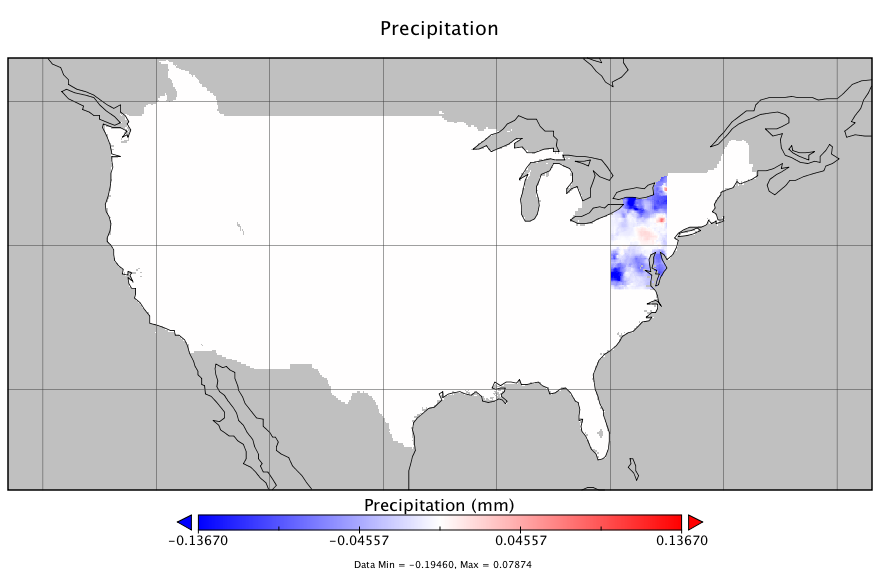 Precipitation
Precipitation (mm)
-0.13670 -0.04557 0.04557 0.13670
Data Min = -0.19460, Max = 0.07874